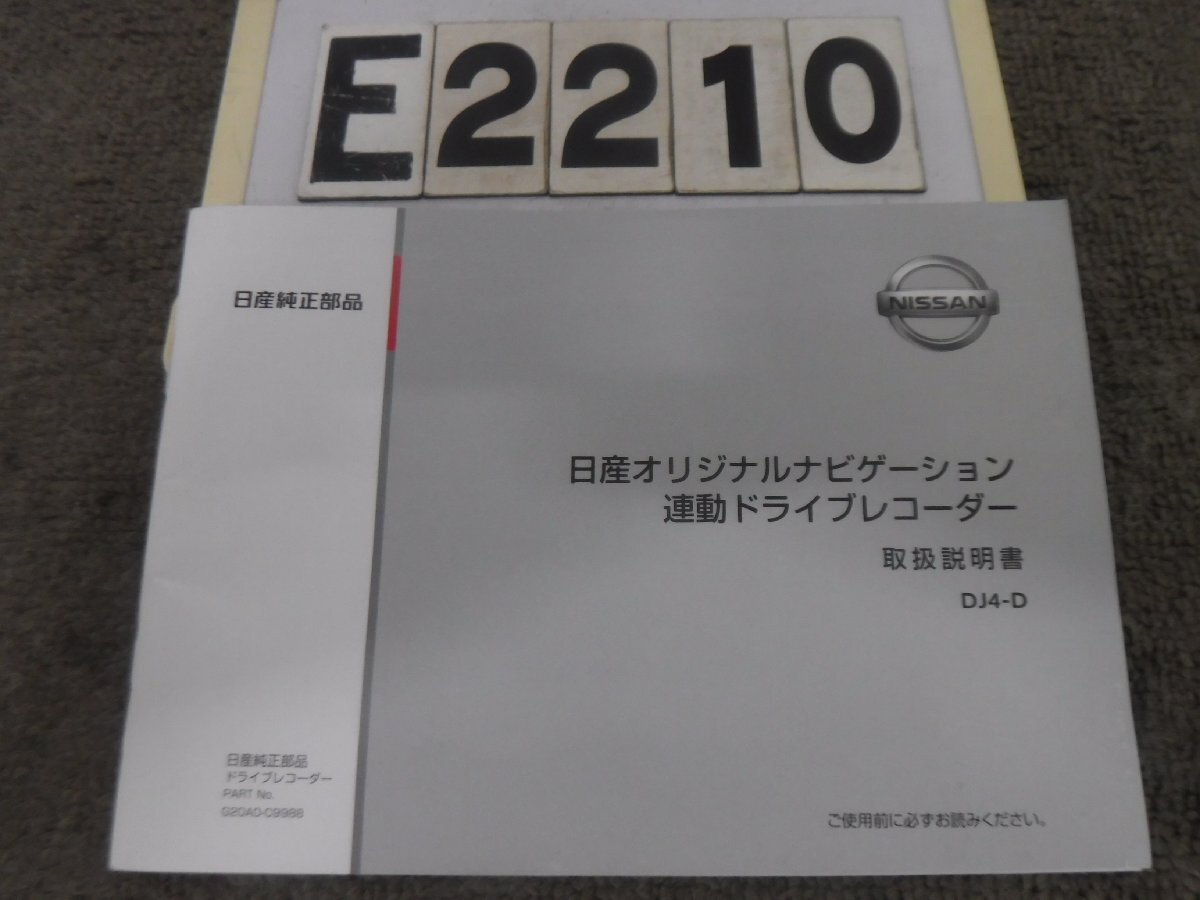 E2210
日産純正部品
NISSAN
日産オリジナルナビゲーション
連動ドライブレコーダー
取扱説明書
DJ4-D
日産純正部品
ドライブレコーダー
PART No.
G20A0-C9988
ご使用前に必ずお読みください。